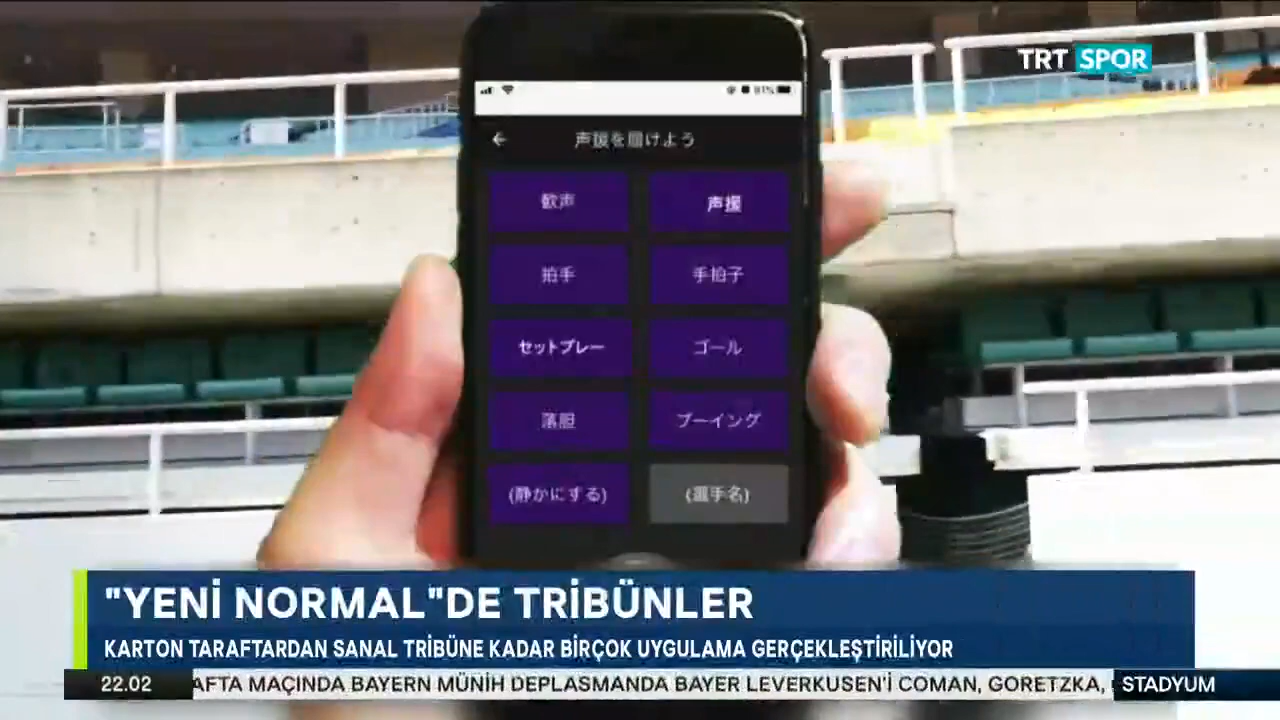 TRT SPOR
91%
声援を届けよう
歓声
声援
拍手
手拍子
セットプレー
ゴール
落胆
ブーイング
(静かにする)
(選手名)
"YENİ NORMAL"DE TRİBÜNLER
KARTON TARAFTARDAN SANAL TRİBÜNE KADAR BİRÇOK UYGULAMA GERÇEKLEŞTİRİLİYOR
22.02 AFTA MAÇINDA BAYERN MÜNİH DEPLASMANDA BAYER LEVERKUSEN'İ COMAN, GORETZKA, STADYUM